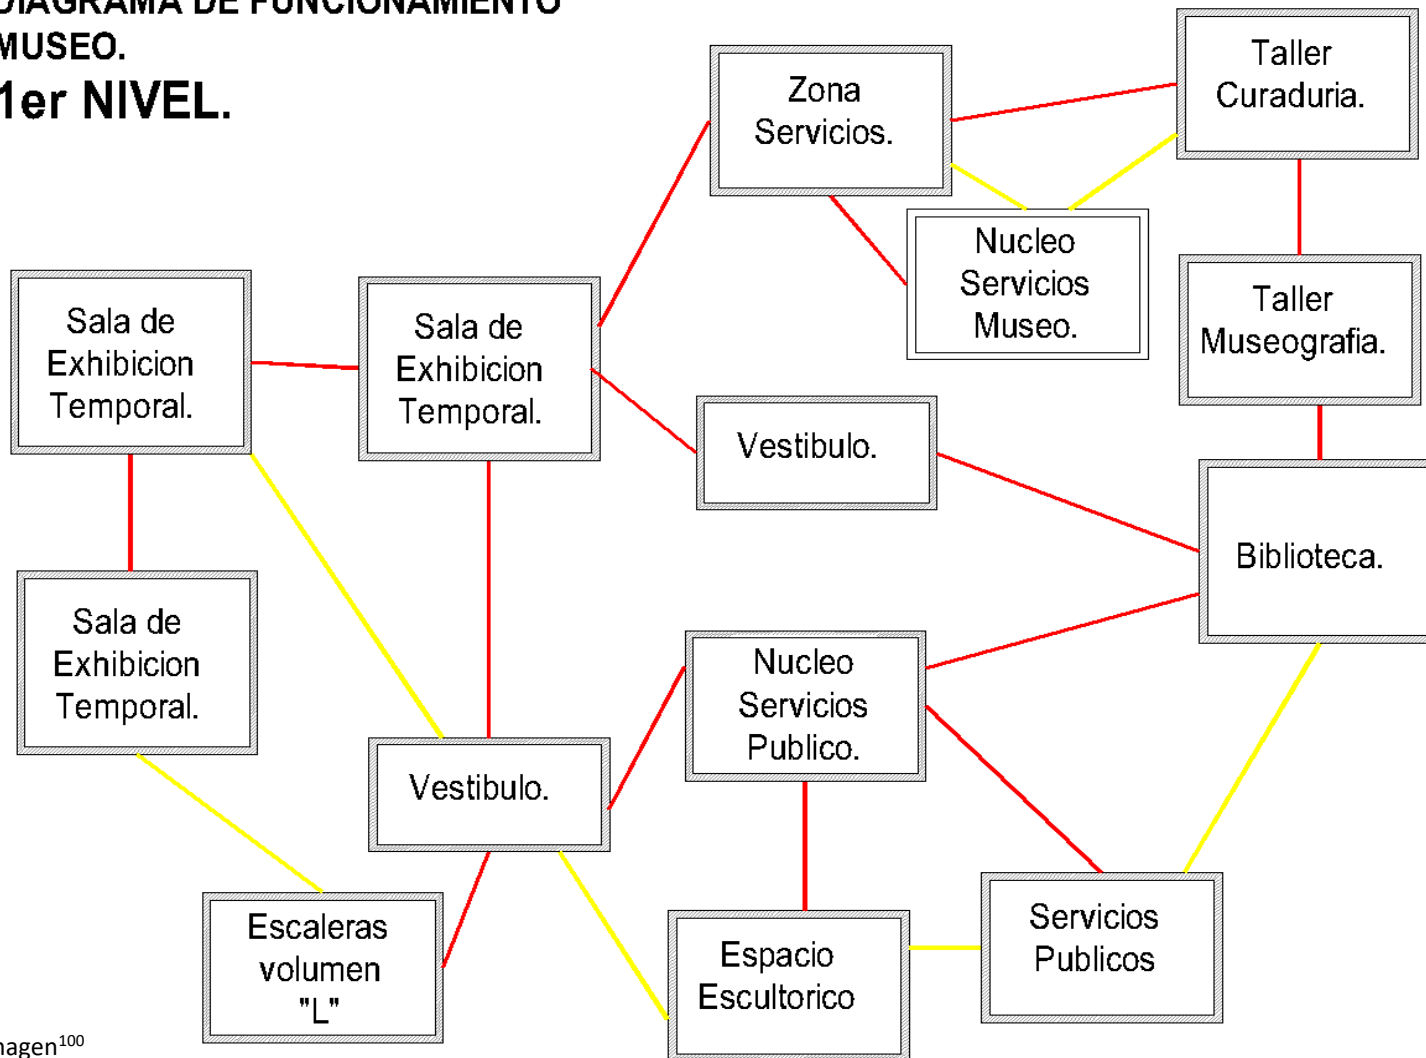 DIAGRAMA DE FUNCIONAMIENTO
MUSEO.
1er NIVEL.
Taller
Curaduria.
Zona
Servicios.
Nucleo
Servicios
Museo.
Taller
Museografia.
Sala de
Exhibicion
Temporal.
Sala de
Exhibicion
Temporal.
Vestibulo.
Biblioteca.
Sala de
Exhibicion
Temporal.
Nucleo
Servicios
Publico.
Vestibulo.
Escaleras
volumen
"L"
Espacio
Escultorico
Servicios
Publicos
nagen¹⁰⁰